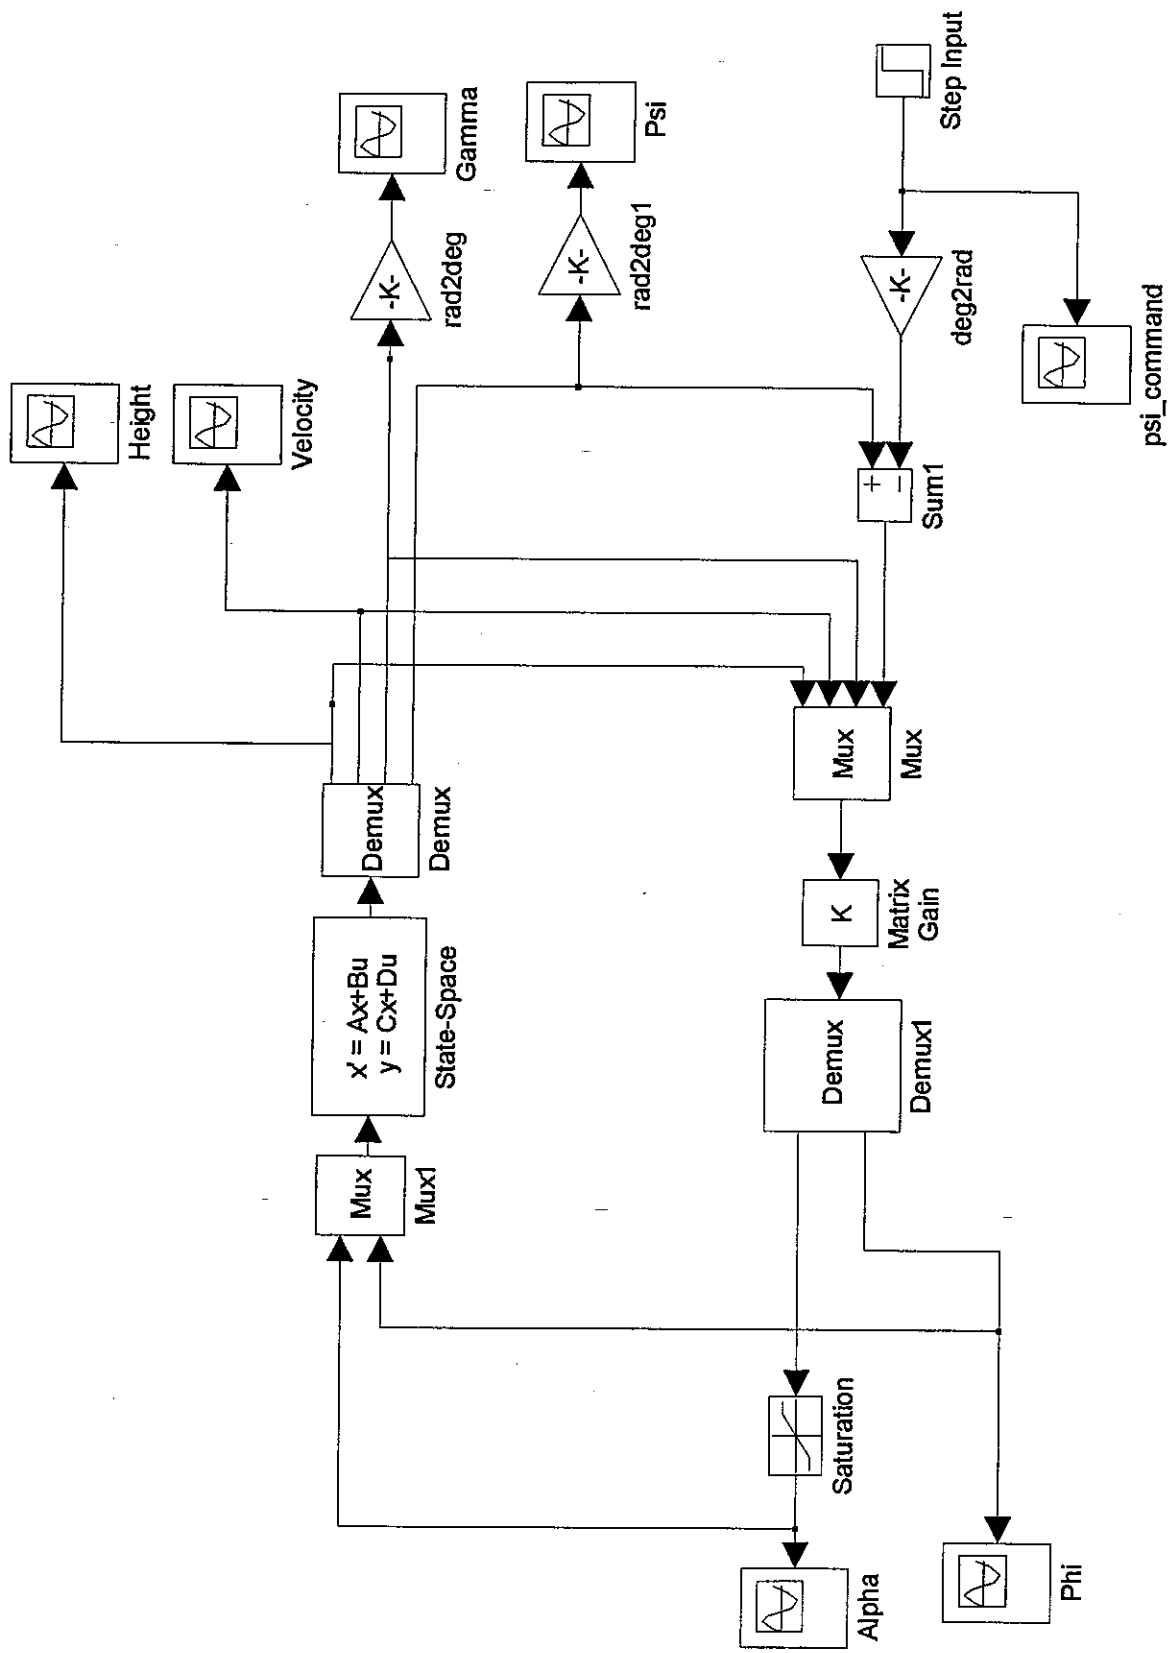 Height
Velocity
-K-
rad2deg
Gamma
-K-
rad2deg1
Psi
Mux
Mux1
x' = Ax+Bu
y = Cx+Du
State-Space
Demux
Demux
Alpha
Saturation
Phi
Demux
Demux1
K
Matrix
Gain
Mux
Mux
+
−
Sum1
-K-
deg2rad
Step Input
psi_command